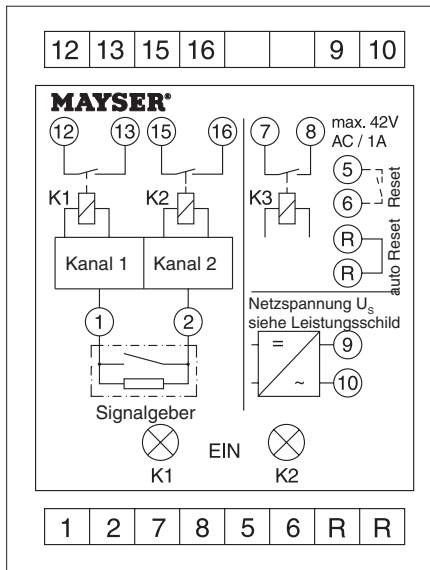 12 13 15 16 9 10
MAYSER®
12 13 15 16 7 8 max. 42V
AC / 1A
K1 K2 K3
5
6
Reset
R
R
auto Reset
Kanal 1 Kanal 2
1 2
Signalgeber
Netzspannung US
siehe Leistungsschild
= 9
~ 10
EIN
K1 K2
1 2 7 8 5 6 R R